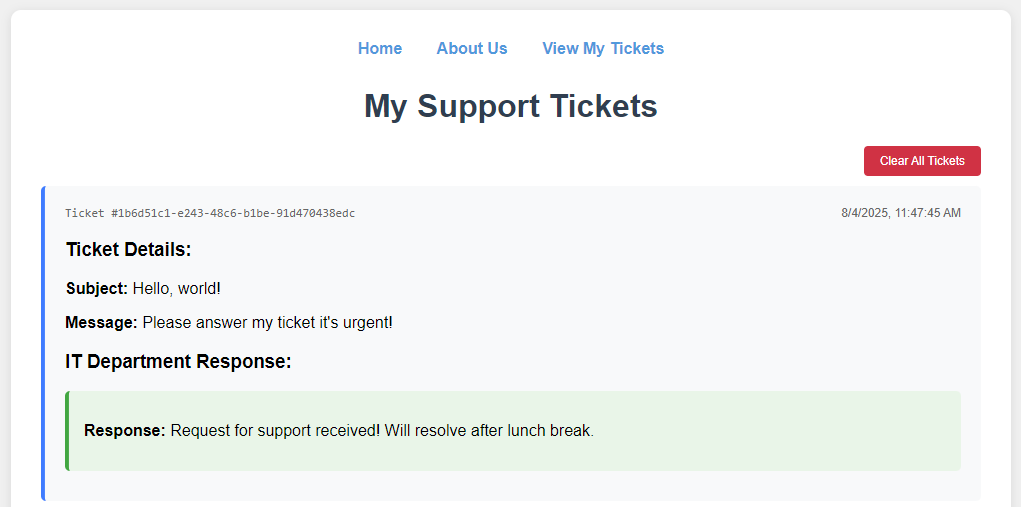 Home About Us View My Tickets
My Support Tickets
Clear All Tickets
Ticket #1b6d51c1-e243-48c6-b1be-91d470438edc 8/4/2025, 11:47:45 AM
Ticket Details:
Subject: Hello, world!
Message: Please answer my ticket it's urgent!
IT Department Response:
Response: Request for support received! Will resolve after lunch break.